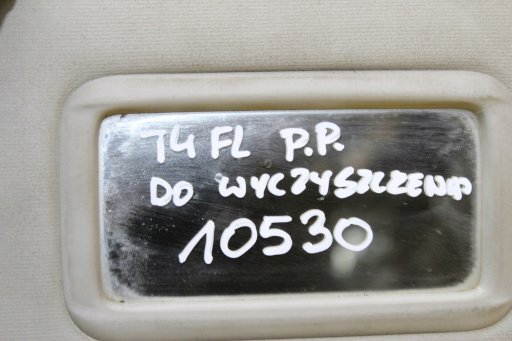 T4 FL P.P.
DO WYCZYSZCZENIA
10530